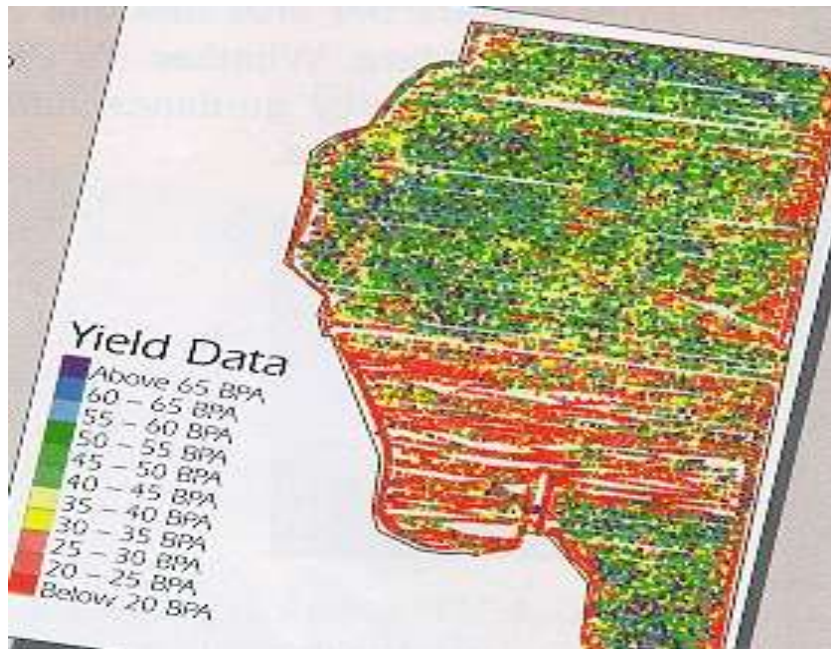 Yield Data
Above 65 BPA
60 – 65 BPA
55 – 60 BPA
50 – 55 BPA
45 – 50 BPA
40 – 45 BPA
35 – 40 BPA
30 – 35 BPA
25 – 30 BPA
20 – 25 BPA
Below 20 BPA